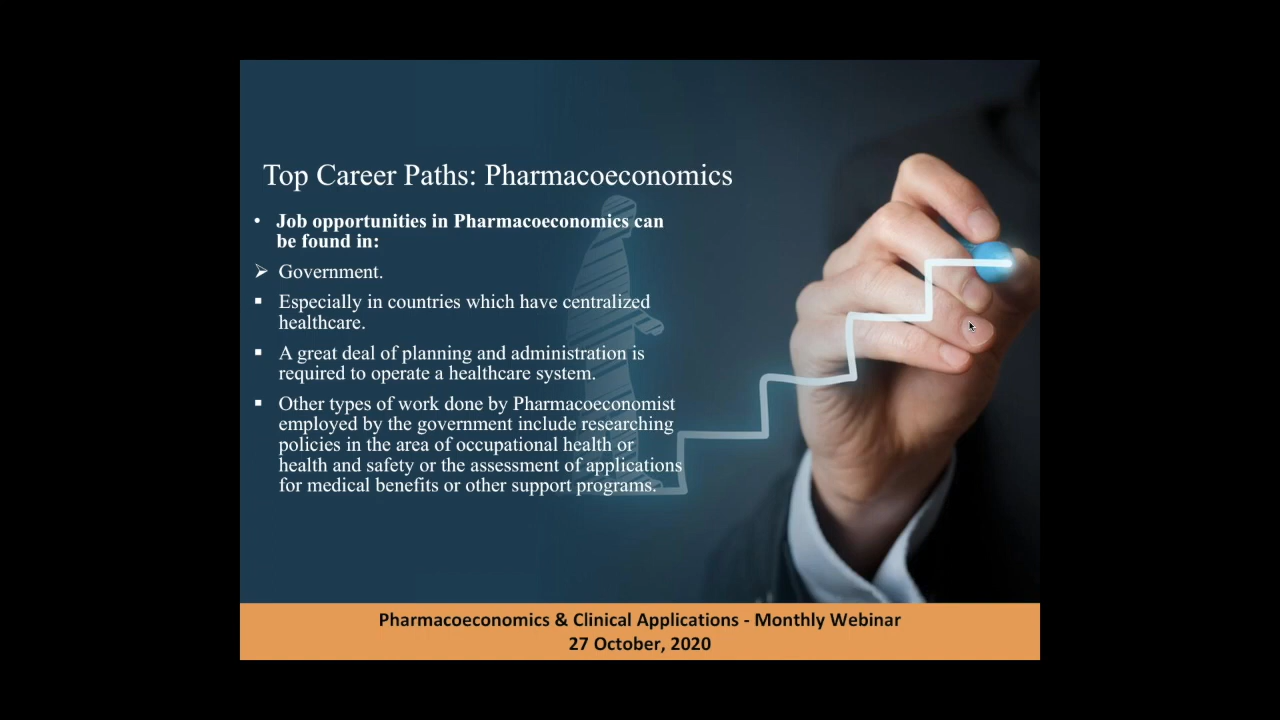 Top Career Paths: Pharmacoeconomics
• Job opportunities in Pharmacoeconomics can
be found in:
➢ Government.
▪ Especially in countries which have centralized
healthcare.
▪ A great deal of planning and administration is
required to operate a healthcare system.
▪ Other types of work done by Pharmacoeconomist
employed by the government include researching
policies in the area of occupational health or
health and safety or the assessment of applications
for medical benefits or other support programs.
Pharmacoeconomics & Clinical Applications - Monthly Webinar
27 October, 2020